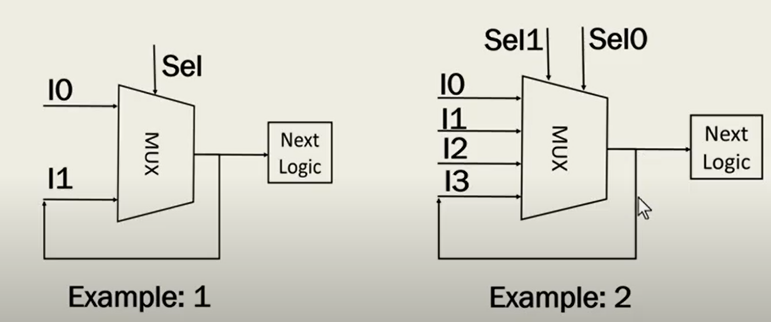 Sel
I0
MUX
I1
Next
Logic
Example: 1
Sel1
Sel0
I0
I1
I2
I3
MUX
Next
Logic
Example: 2